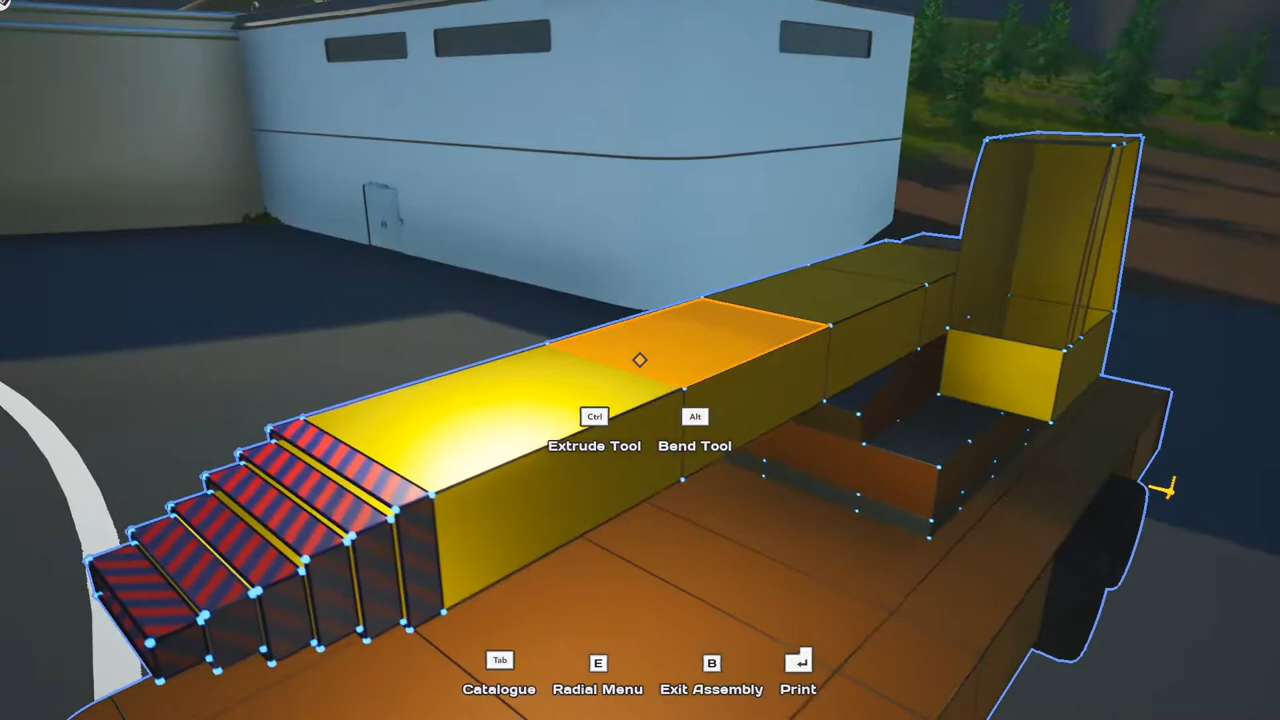 Ctrl Alt
Extrude Tool Bend Tool
Tab E B
Catalogue Radial Menu Exit Assembly Print